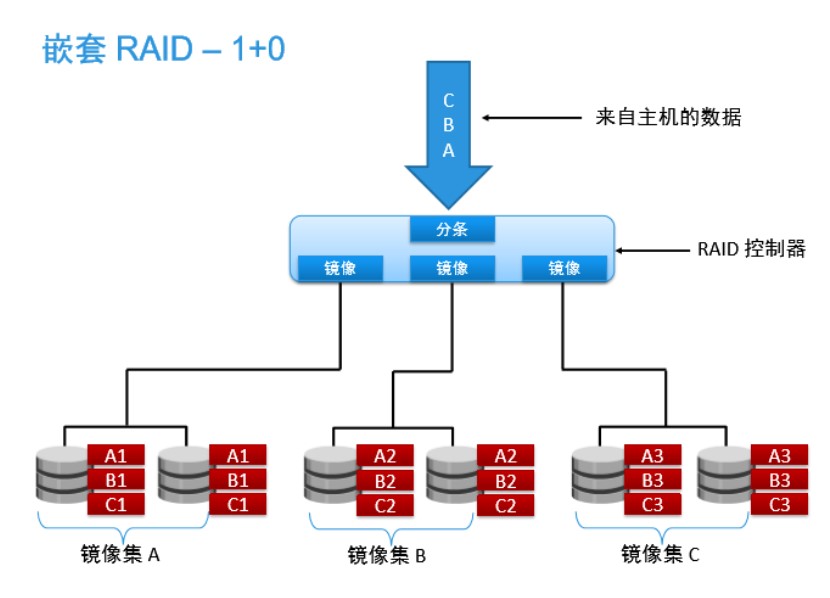 嵌套 RAID – 1+0
C
B
A
来自主机的数据
分条
RAID 控制器
镜像 镜像 镜像
A1 A1 A2 A2 A3 A3
B1 B1 B2 B2 B3 B3
C1 C1 C2 C2 C3 C3
镜像集 A 镜像集 B 镜像集 C